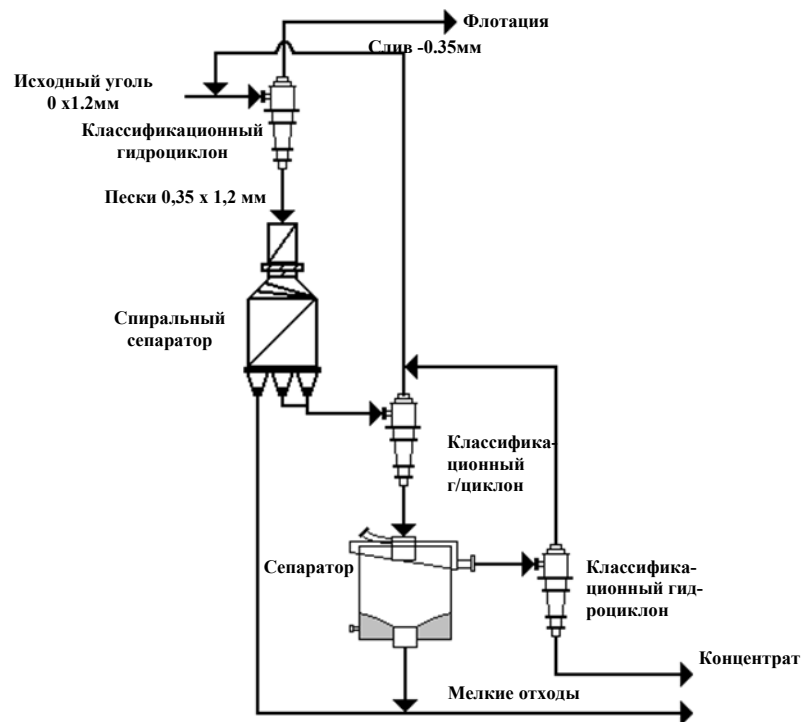 Флотация
Слив -0.35мм
Исходный уголь
0 х1.2мм
Классификационный
гидроциклон
Пески 0,35 х 1,2 мм
Спиральный
сепаратор
Классифика-
ционный
г/циклон
Сепаратор
Классифика-
ционный гид-
роциклон
Концентрат
Мелкие отходы